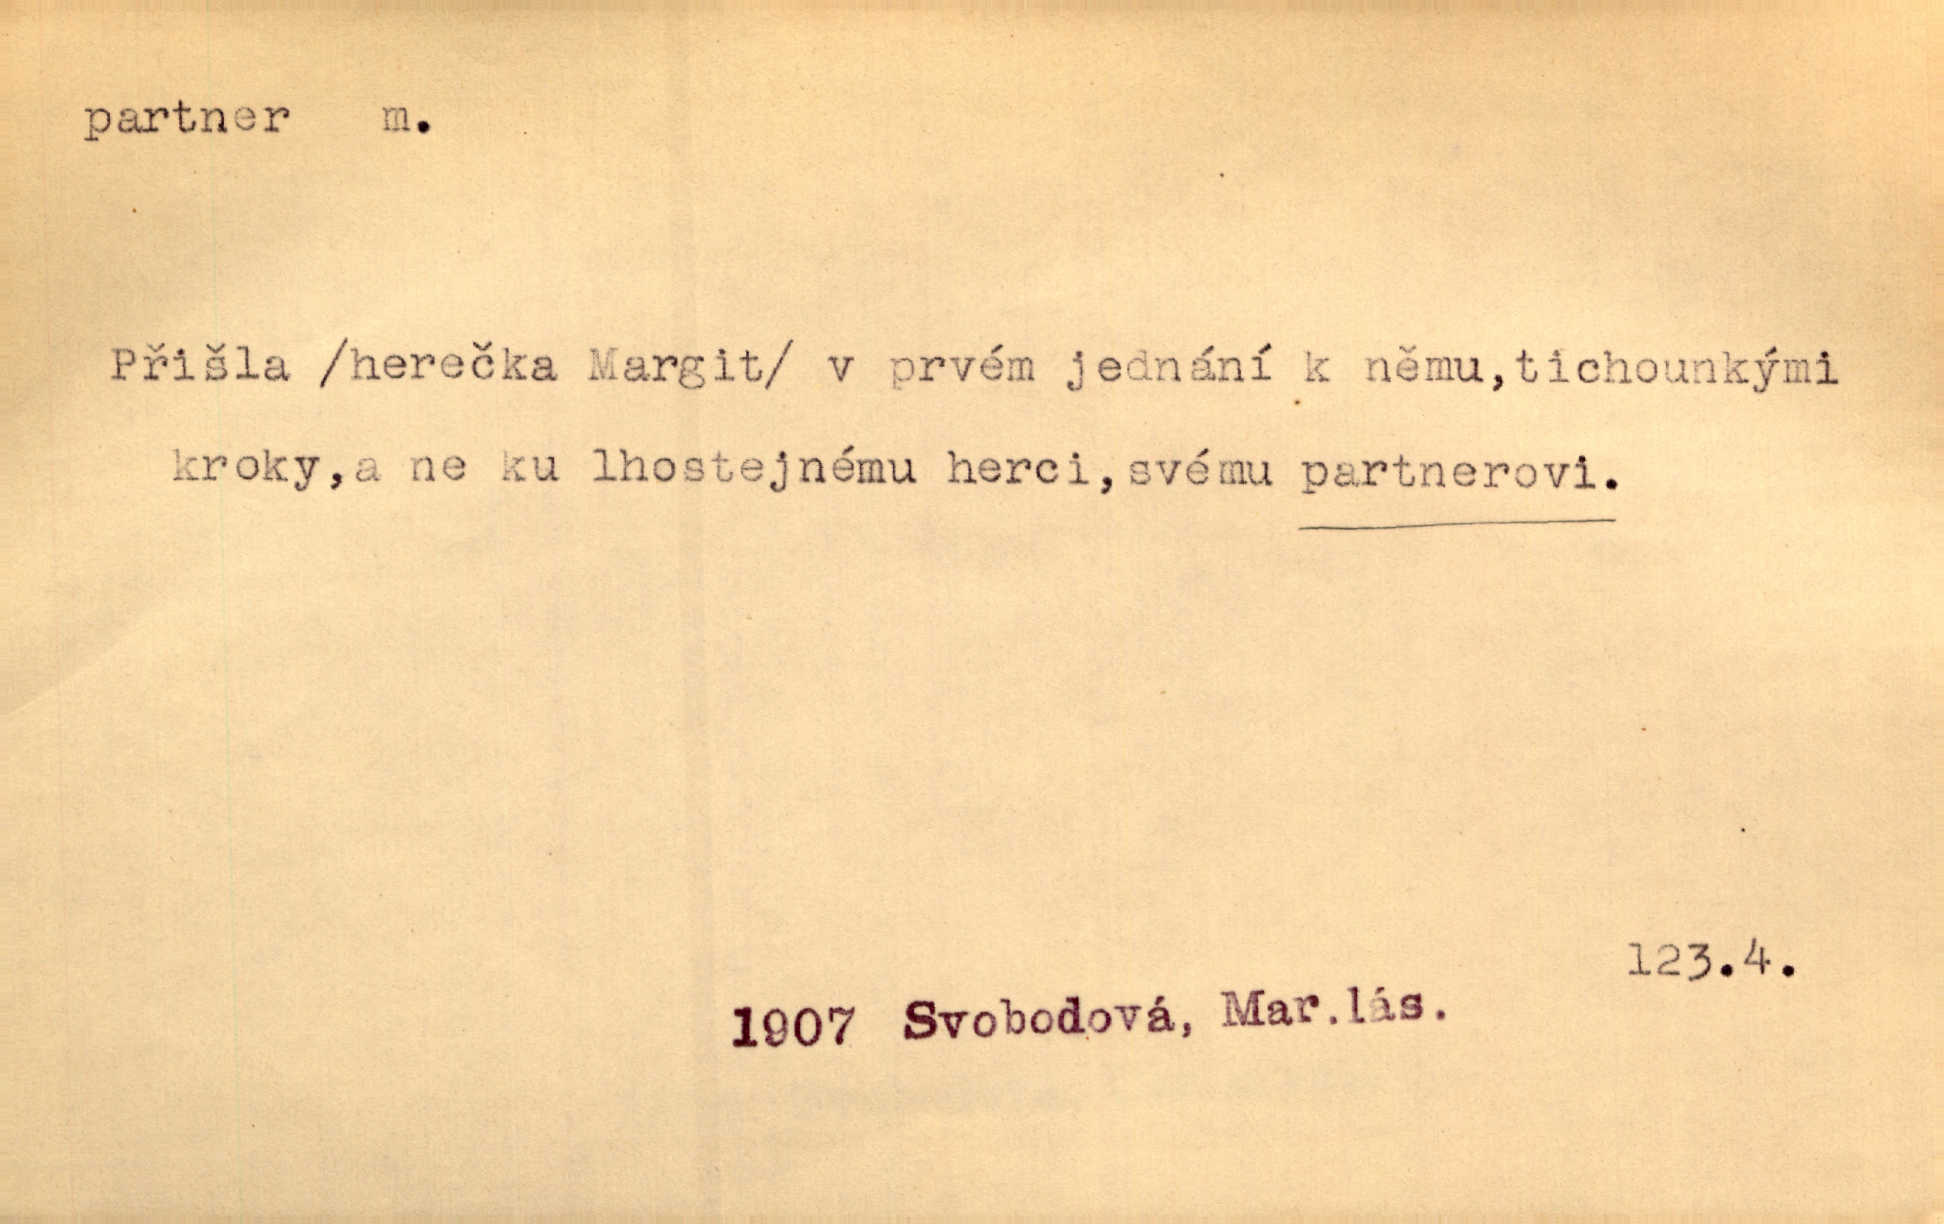 partner m.
Přišla /herečka Margit/ v prvém jednání k němu,tichounkými
kroky,a ne ku lhostejnému herci,svému partnerovi.
123.4.
1907 Svobodová, Mar.lás.